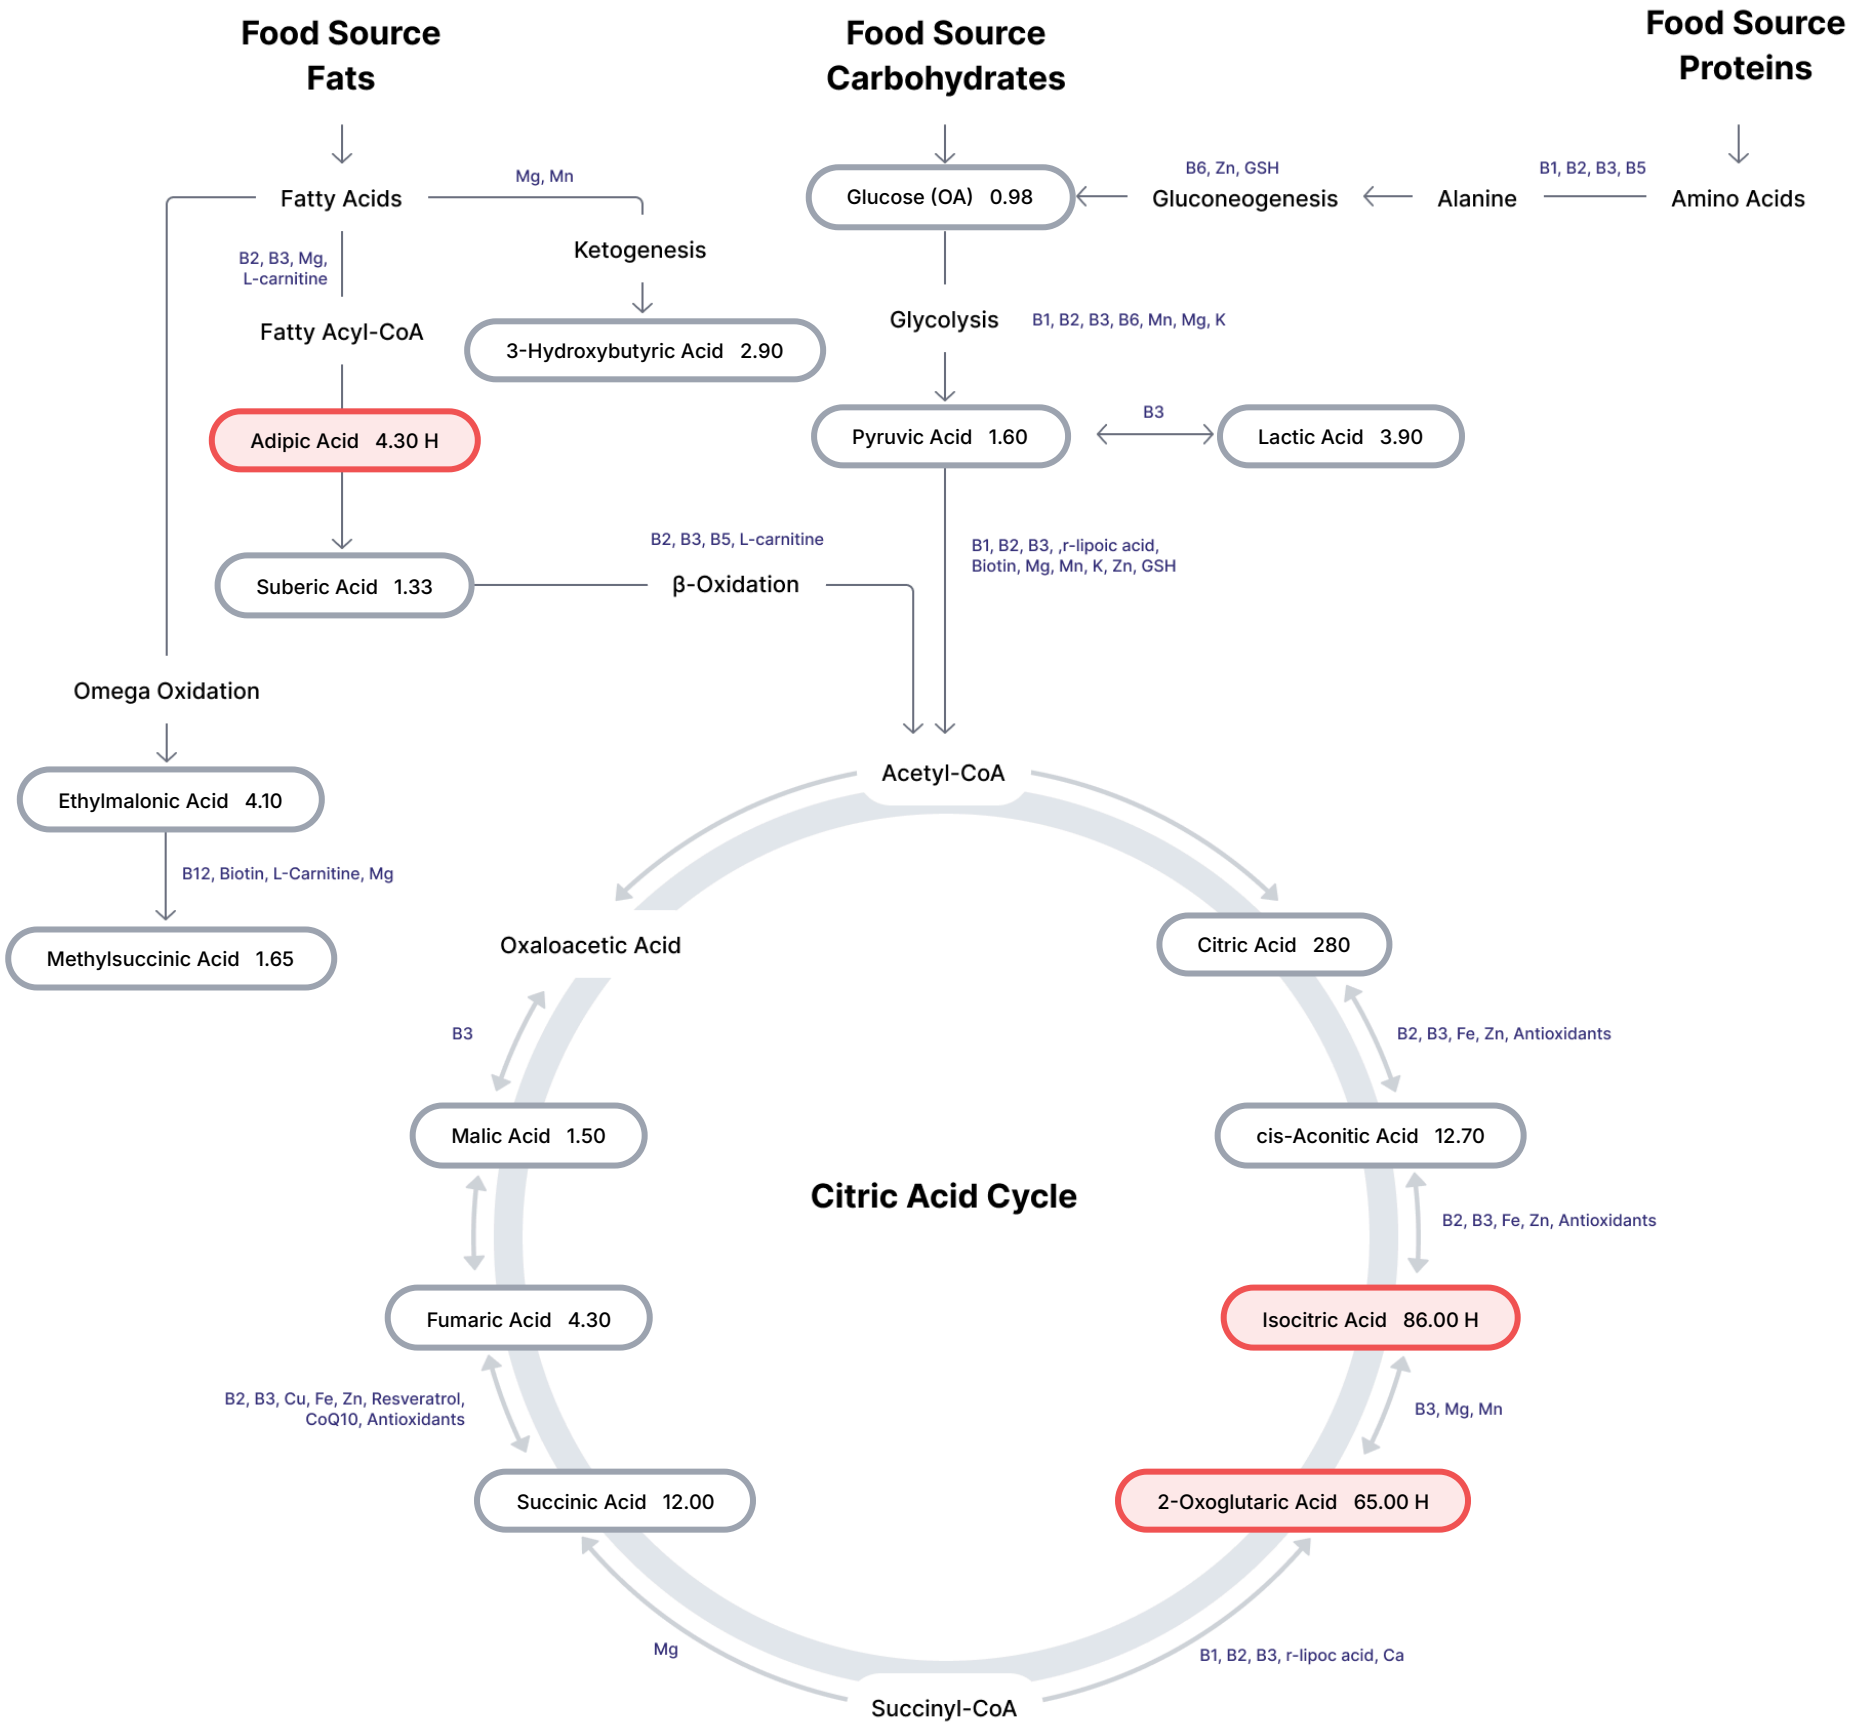 Food Source
Fats
Food Source
Carbohydrates
Food Source
Proteins
Fatty Acids
Mg, Mn
Glucose (OA) 0.98
B6, Zn, GSH
Gluconeogenesis
Alanine
B1, B2, B3, B5
Amino Acids
B2, B3, Mg,
L-carnitine
Ketogenesis
Fatty Acyl-CoA
3-Hydroxybutyric Acid 2.90
Glycolysis
B1, B2, B3, B6, Mn, Mg, K
Adipic Acid 4.30 H
Pyruvic Acid 1.60
B3
Lactic Acid 3.90
Suberic Acid 1.33
B2, B3, B5, L-carnitine
β-Oxidation
B1, B2, B3, ,r-lipoic acid,
Biotin, Mg, Mn, K, Zn, GSH
Omega Oxidation
Ethylmalonic Acid 4.10
B12, Biotin, L-Carnitine, Mg
Methylsuccinic Acid 1.65
Acetyl-CoA
Oxaloacetic Acid
Citric Acid 280
B3
B2, B3, Fe, Zn, Antioxidants
Malic Acid 1.50
cis-Aconitic Acid 12.70
Citric Acid Cycle
B2, B3, Fe, Zn, Antioxidants
Fumaric Acid 4.30
Isocitric Acid 86.00 H
B2, B3, Cu, Fe, Zn, Resveratrol,
CoQ10, Antioxidants
B3, Mg, Mn
Succinic Acid 12.00
2-Oxoglutaric Acid 65.00 H
Mg
B1, B2, B3, r-lipoc acid, Ca
Succinyl-CoA